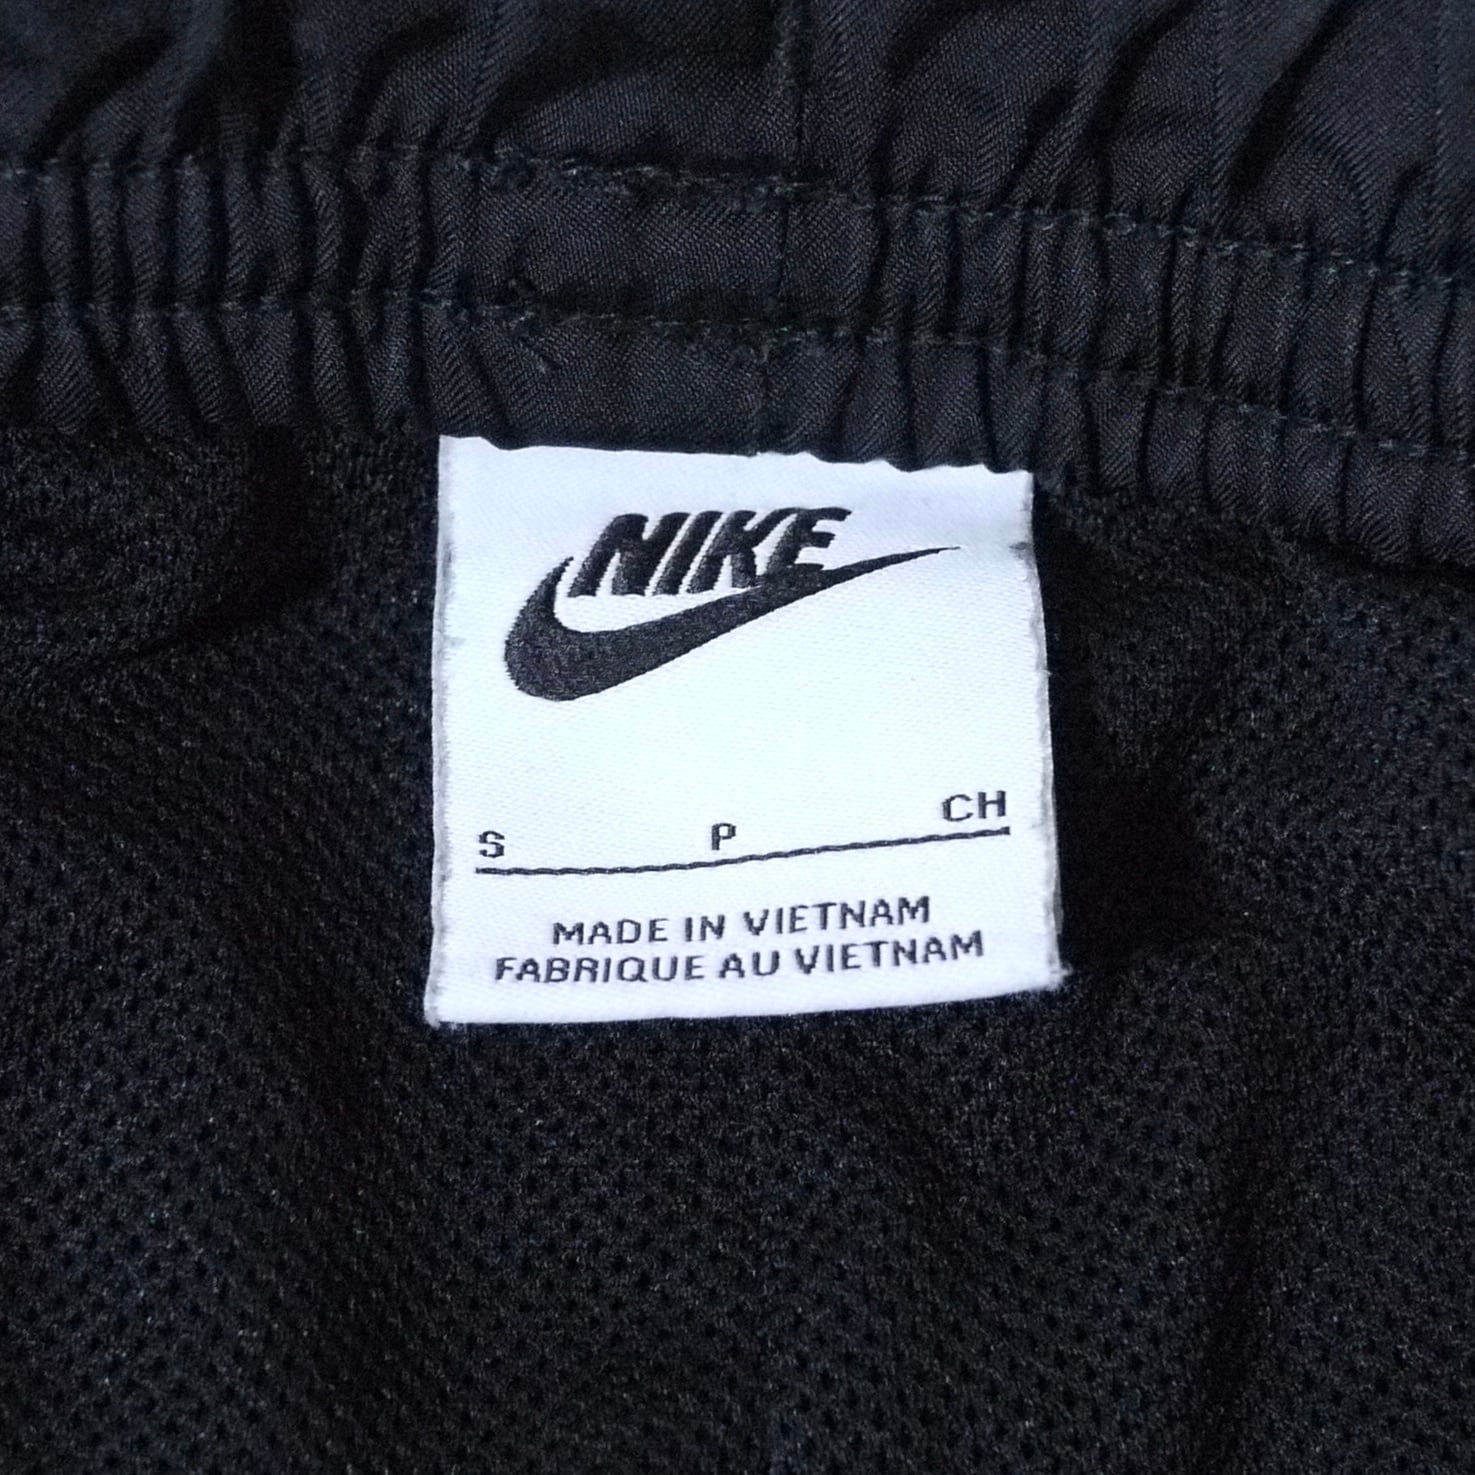 NIKE
S P CH
MADE IN VIETNAM
FABRIQUE AU VIETNAM